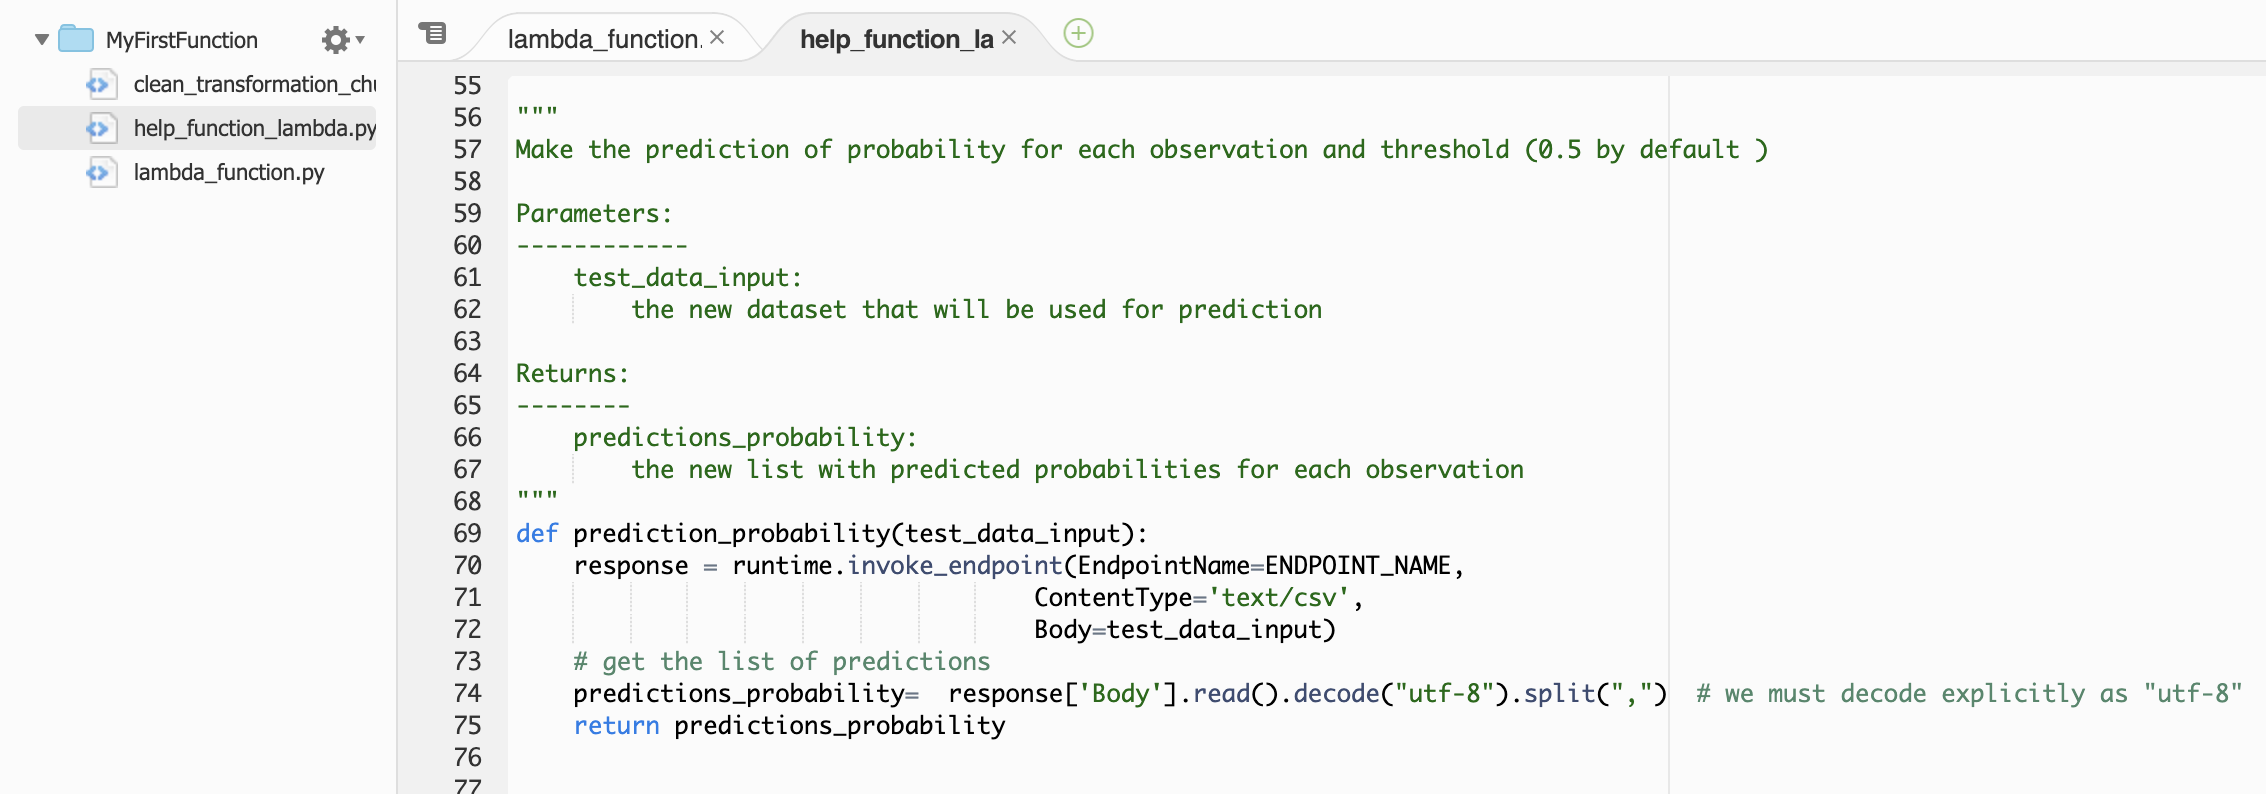 MyFirstFunction
clean_transformation_chu
help_function_lambda.py
lambda_function.py
lambda_function. ×
help_function_la ×
55
56 """
57 Make the prediction of probability for each observation and threshold (0.5 by default )
58
59 Parameters:
60 ------------
61 test_data_input:
62 the new dataset that will be used for prediction
63
64 Returns:
65 --------
66 predictions_probability:
67 the new list with predicted probabilities for each observation
68 """
69 def prediction_probability(test_data_input):
70 response = runtime.invoke_endpoint(EndpointName=ENDPOINT_NAME,
71 ContentType='text/csv',
72 Body=test_data_input)
73 # get the list of predictions
74 predictions_probability=  response['Body'].read().decode("utf-8").split(",")  # we must decode explicitly as "utf-8"
75 return predictions_probability
76
77